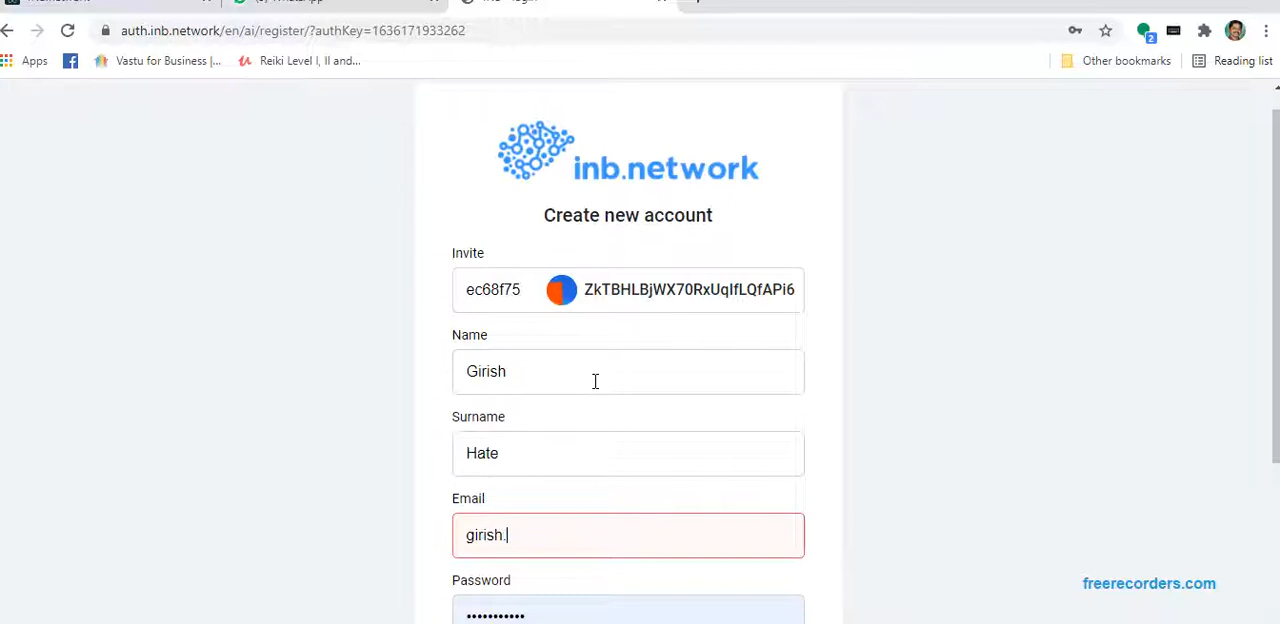 auth.inb.network/en/ai/register/?authKey=1636171933262
2
Apps
Vastu for Business |...
Reiki Level I, II and...
Other bookmarks
Reading list
inb.network
Create new account
Invite
ec68f75
ZkTBHLBjWX70RxUqIfLQfAPi6
Name
Girish
Surname
Hate
Email
girish.
Password
•••••••••••
freerecorders.com